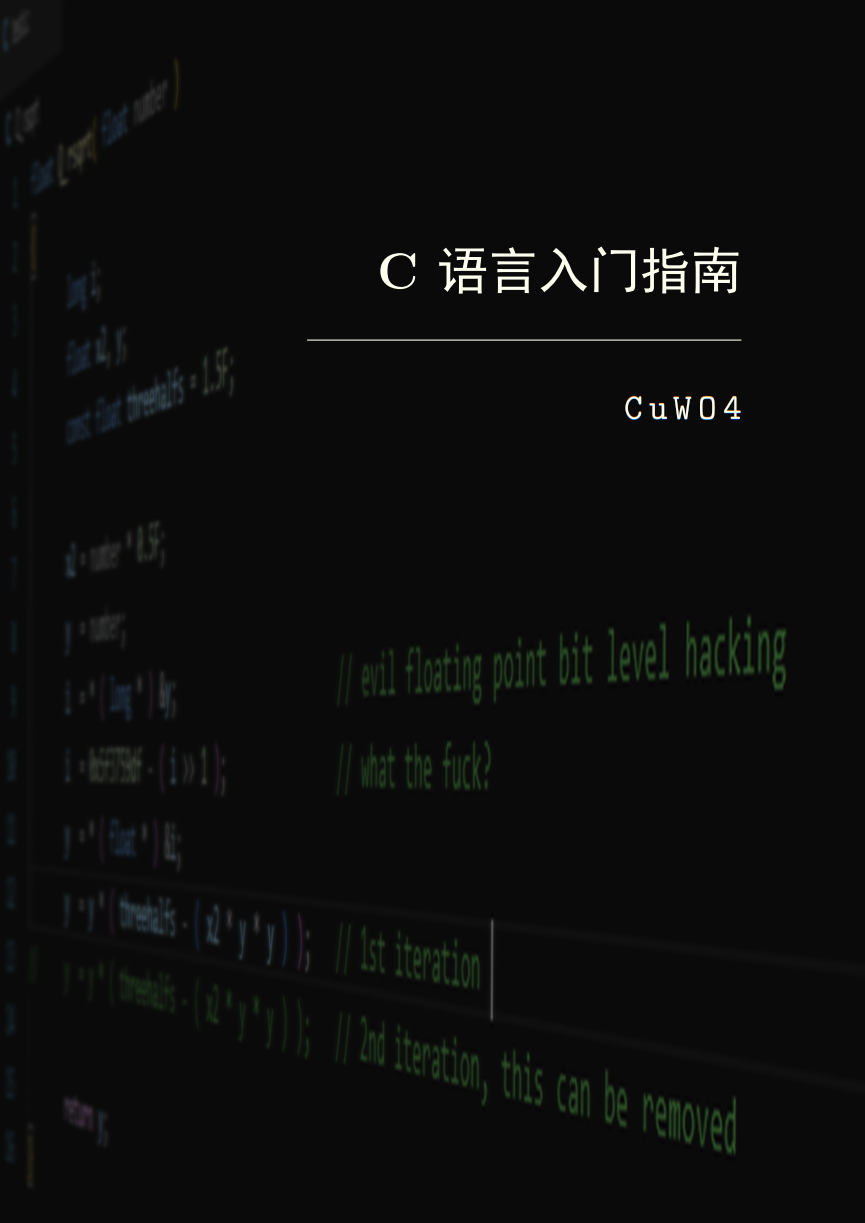 float Q_rsqrt( float number )
{
long i;
float x2, y;
const float threehalfs = 1.5F;
C 语言入门指南
CuWO4
x2 = number * 0.5F;
y = number;
i = * ( long * ) &y; // evil floating point bit level hacking
i = 0x5f3759df - ( i >> 1 ); // what the fuck?
y = * ( float * ) &i;
y = y * ( threehalfs - ( x2 * y * y ) ); // 1st iteration
// y = y * ( threehalfs - ( x2 * y * y ) ); // 2nd iteration, this can be removed
return y;
}